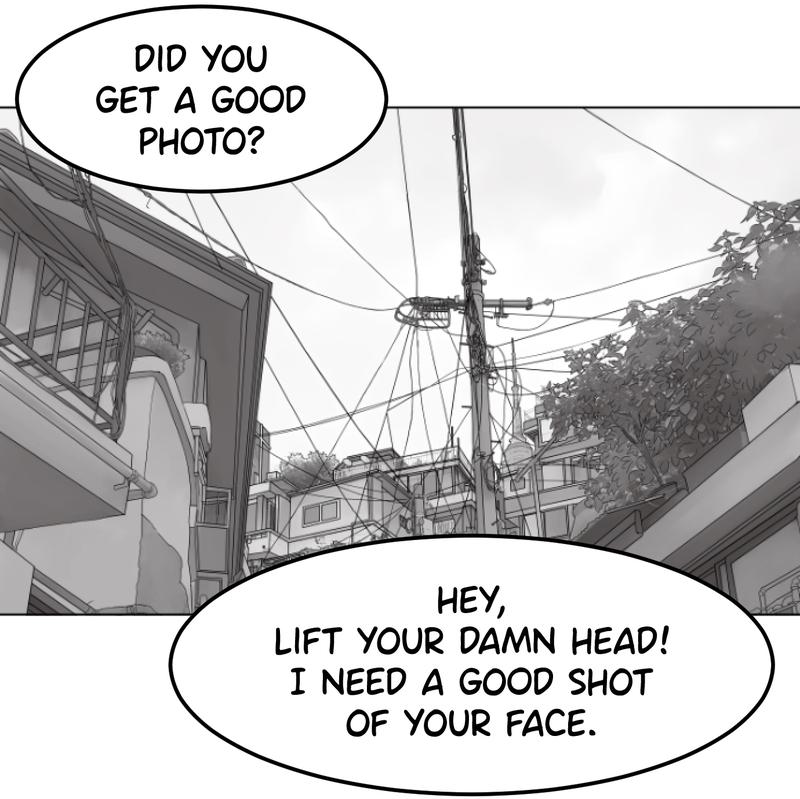 DID YOU
GET A GOOD
PHOTO?
HEY,
LIFT YOUR DAMN HEAD!
I NEED A GOOD SHOT
OF YOUR FACE.